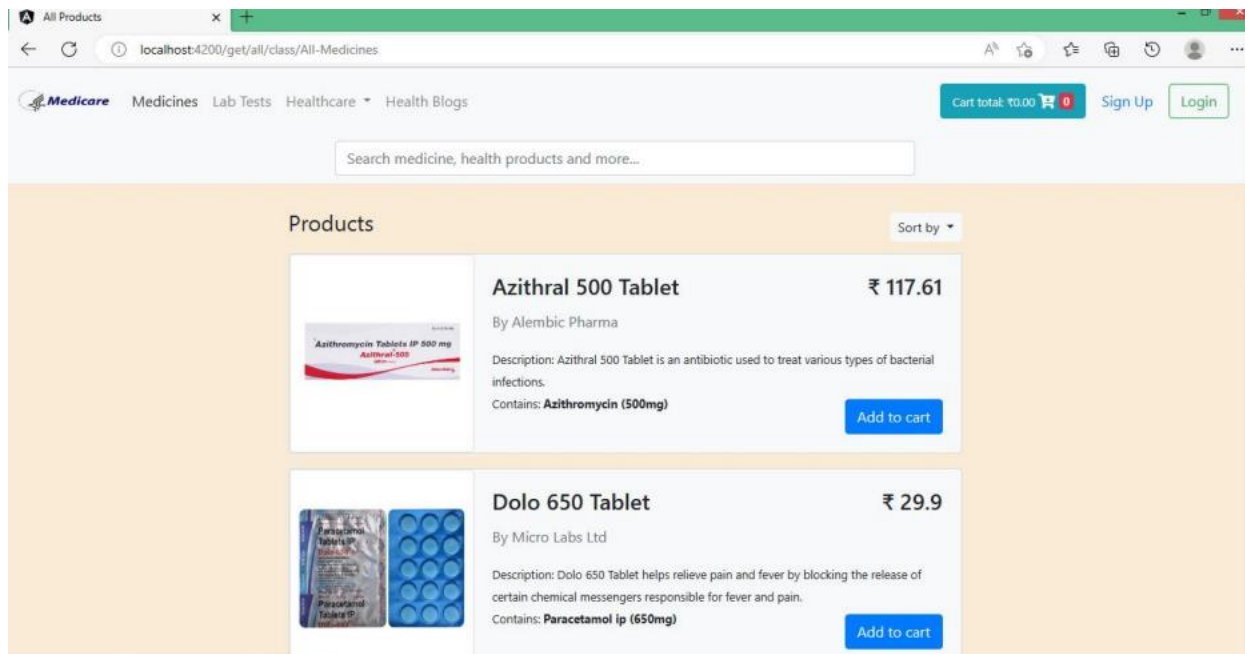 All Products
localhost:4200/get/all/class/All-Medicines
Medicare Medicines Lab Tests Healthcare Health Blogs Cart total: ₹0.00 0 Sign Up Login
Search medicine, health products and more...
Products Sort by
Azithral 500 Tablet ₹ 117.61
By Alembic Pharma
Azithromycin Tablets IP 500 mg
Azithral-500
Description: Azithral 500 Tablet is an antibiotic used to treat various types of bacterial
infections.
Contains: Azithromycin (500mg)
Add to cart
Dolo 650 Tablet ₹ 29.9
By Micro Labs Ltd
Paracetamol
Tablets IP
Paracetamol
Tablets IP
Description: Dolo 650 Tablet helps relieve pain and fever by blocking the release of
certain chemical messengers responsible for fever and pain.
Contains: Paracetamol ip (650mg)
Add to cart